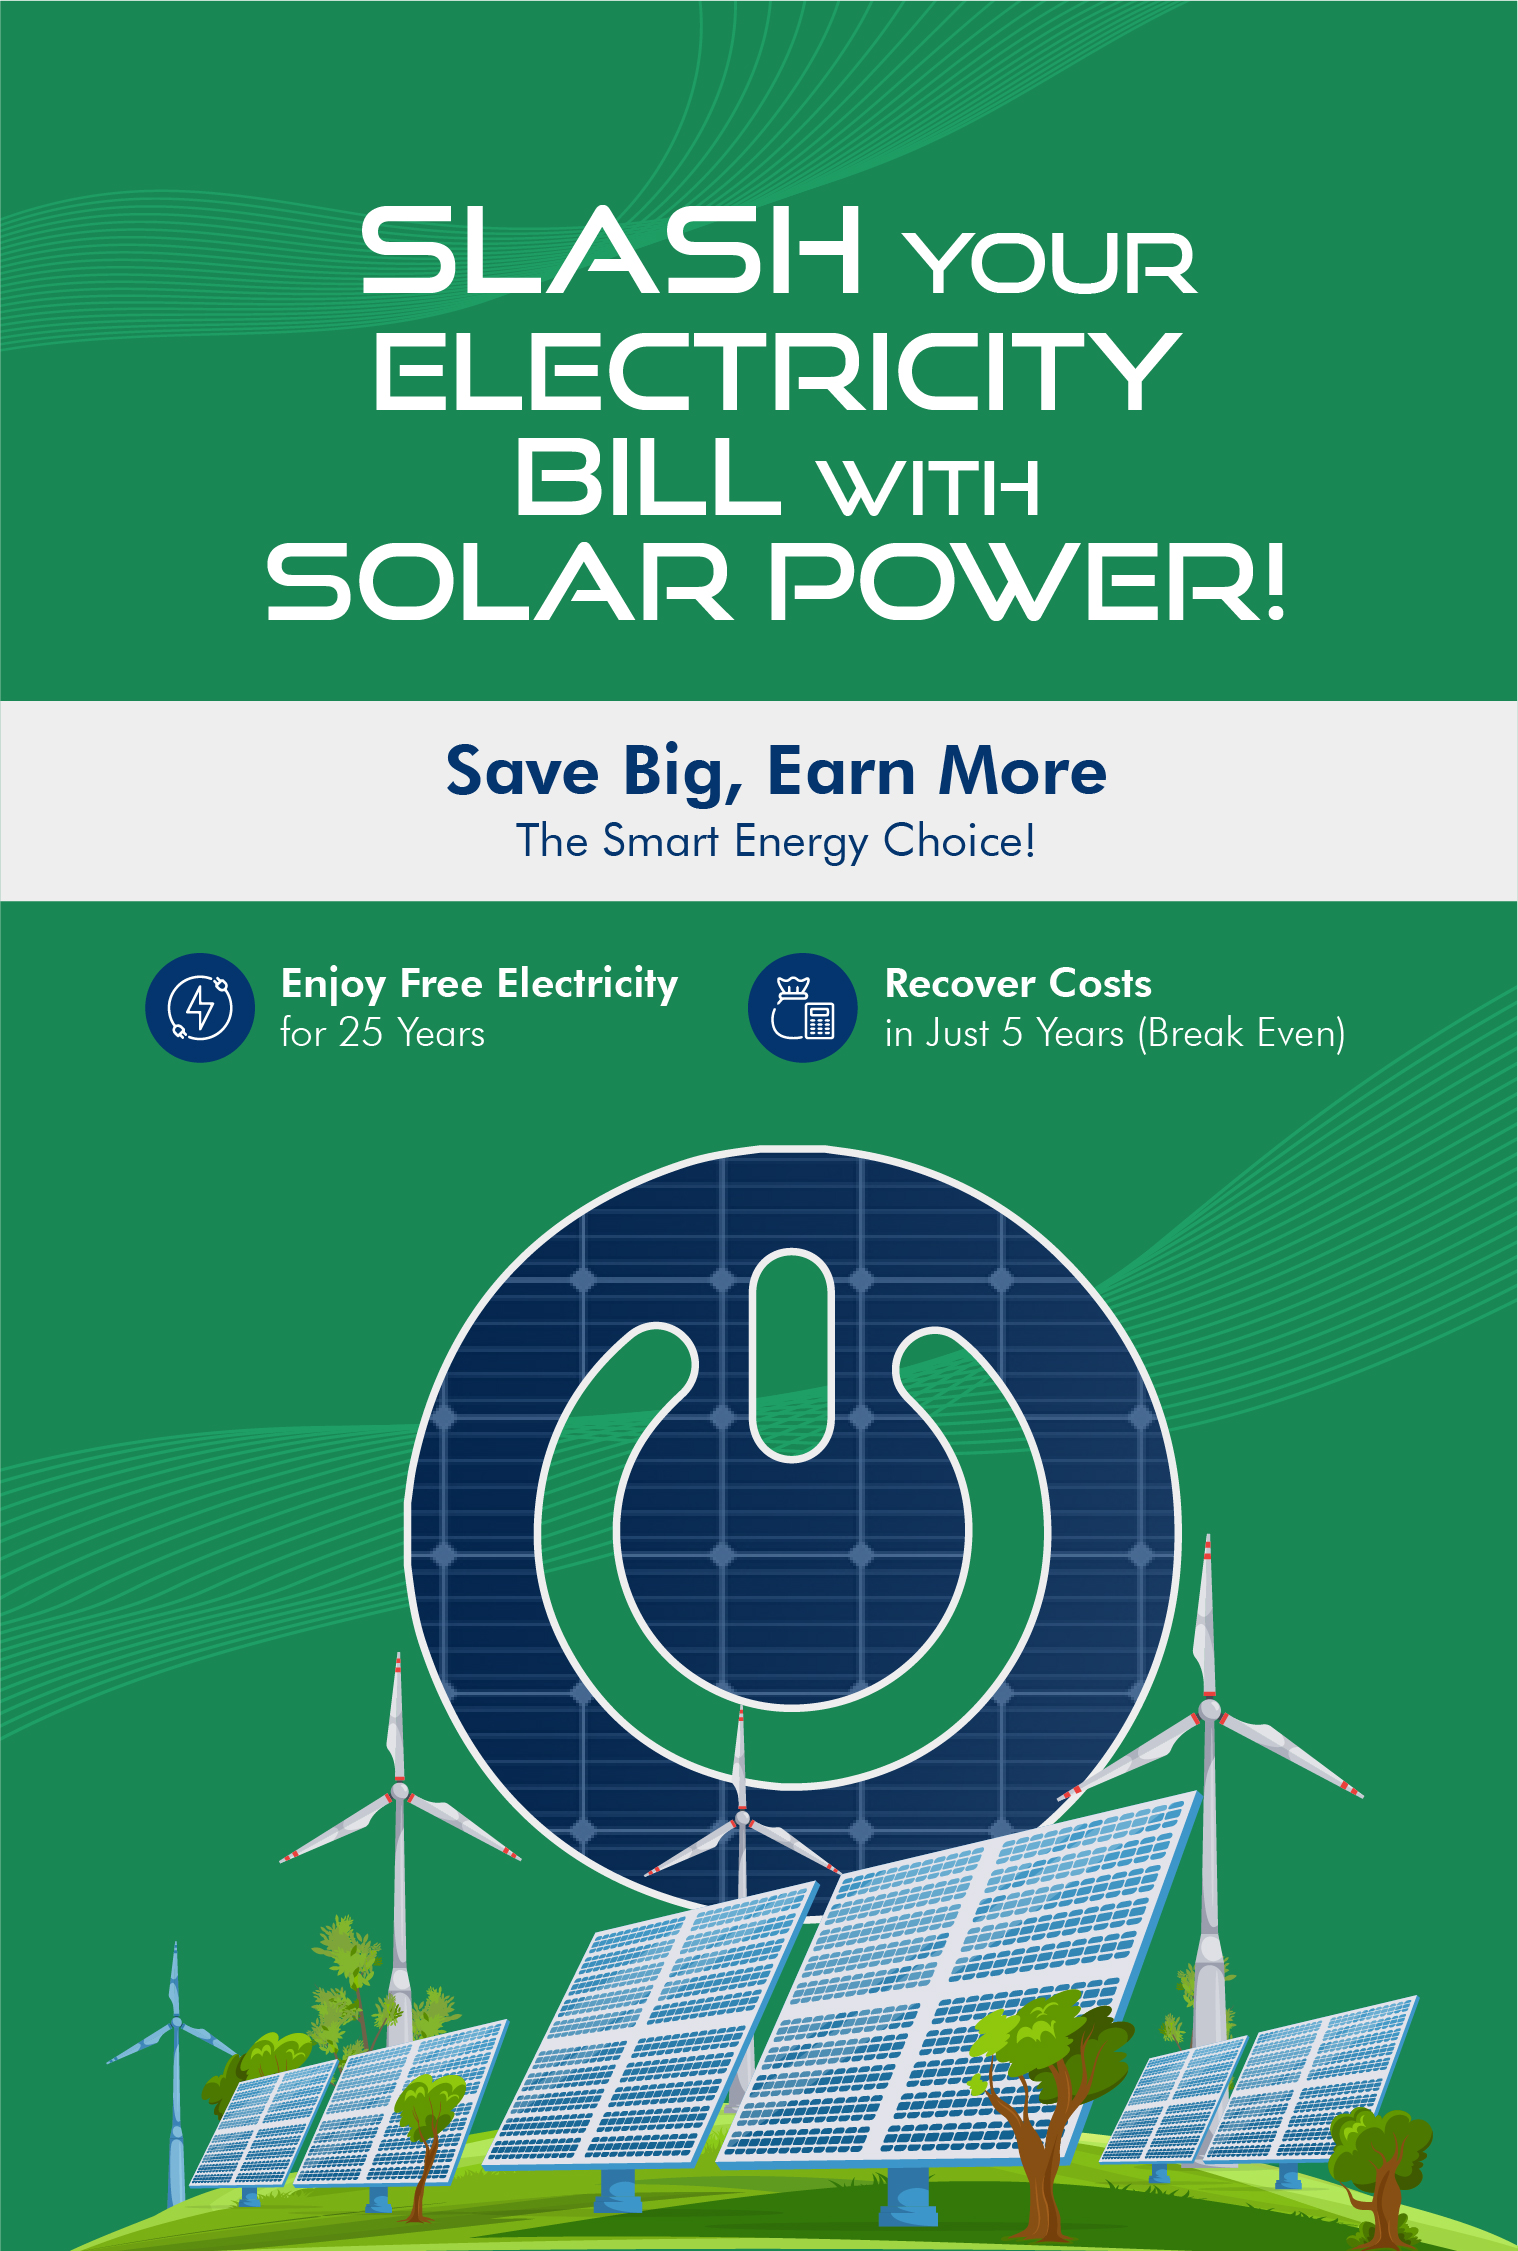 SLASH YOUR
ELECTRICITY
BILL WITH
SOLAR POWER!
Save Big, Earn More
The Smart Energy Choice!
Enjoy Free Electricity
for 25 Years
Recover Costs
in Just 5 Years (Break Even)